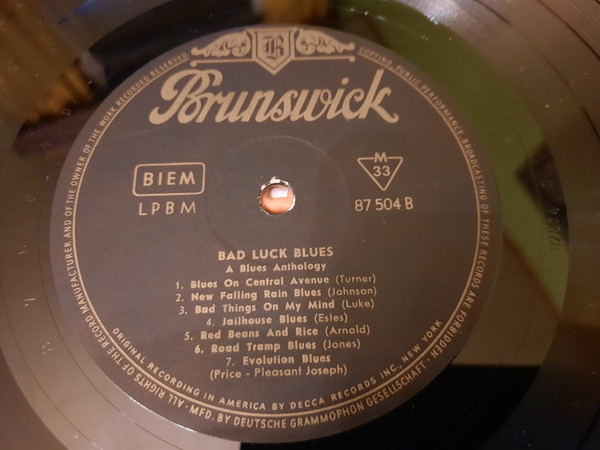 B
Brunswick
BIEM
LPBM
M
33
87 504 B
BAD LUCK BLUES
A Blues Anthology
1. Blues On Central Avenue (Turner)
2. New Falling Rain Blues (Johnson)
3. Bad Things On My Mind (Luke)
4. Jailhouse Blues (Estes)
5. Red Beans And Rice (Arnold)
6. Road Tramp Blues (Jones)
7. Evolution Blues
(Price - Pleasant Joseph)
ORIGINAL RECORDING IN AMERICA BY DECCA RECORDS INC., NEW YORK
· MFD. BY DEUTSCHE GRAMMOPHON GESELLSCHAFT · ALL RIGHTS OF THE RECORD MANUFACTURER AND OF THE OWNER OF THE WORK RECORDED RESERVED. COPYING, PUBLIC PERFORMANCE, BROADCASTING OF THESE RECORDS ARE FORBIDDEN